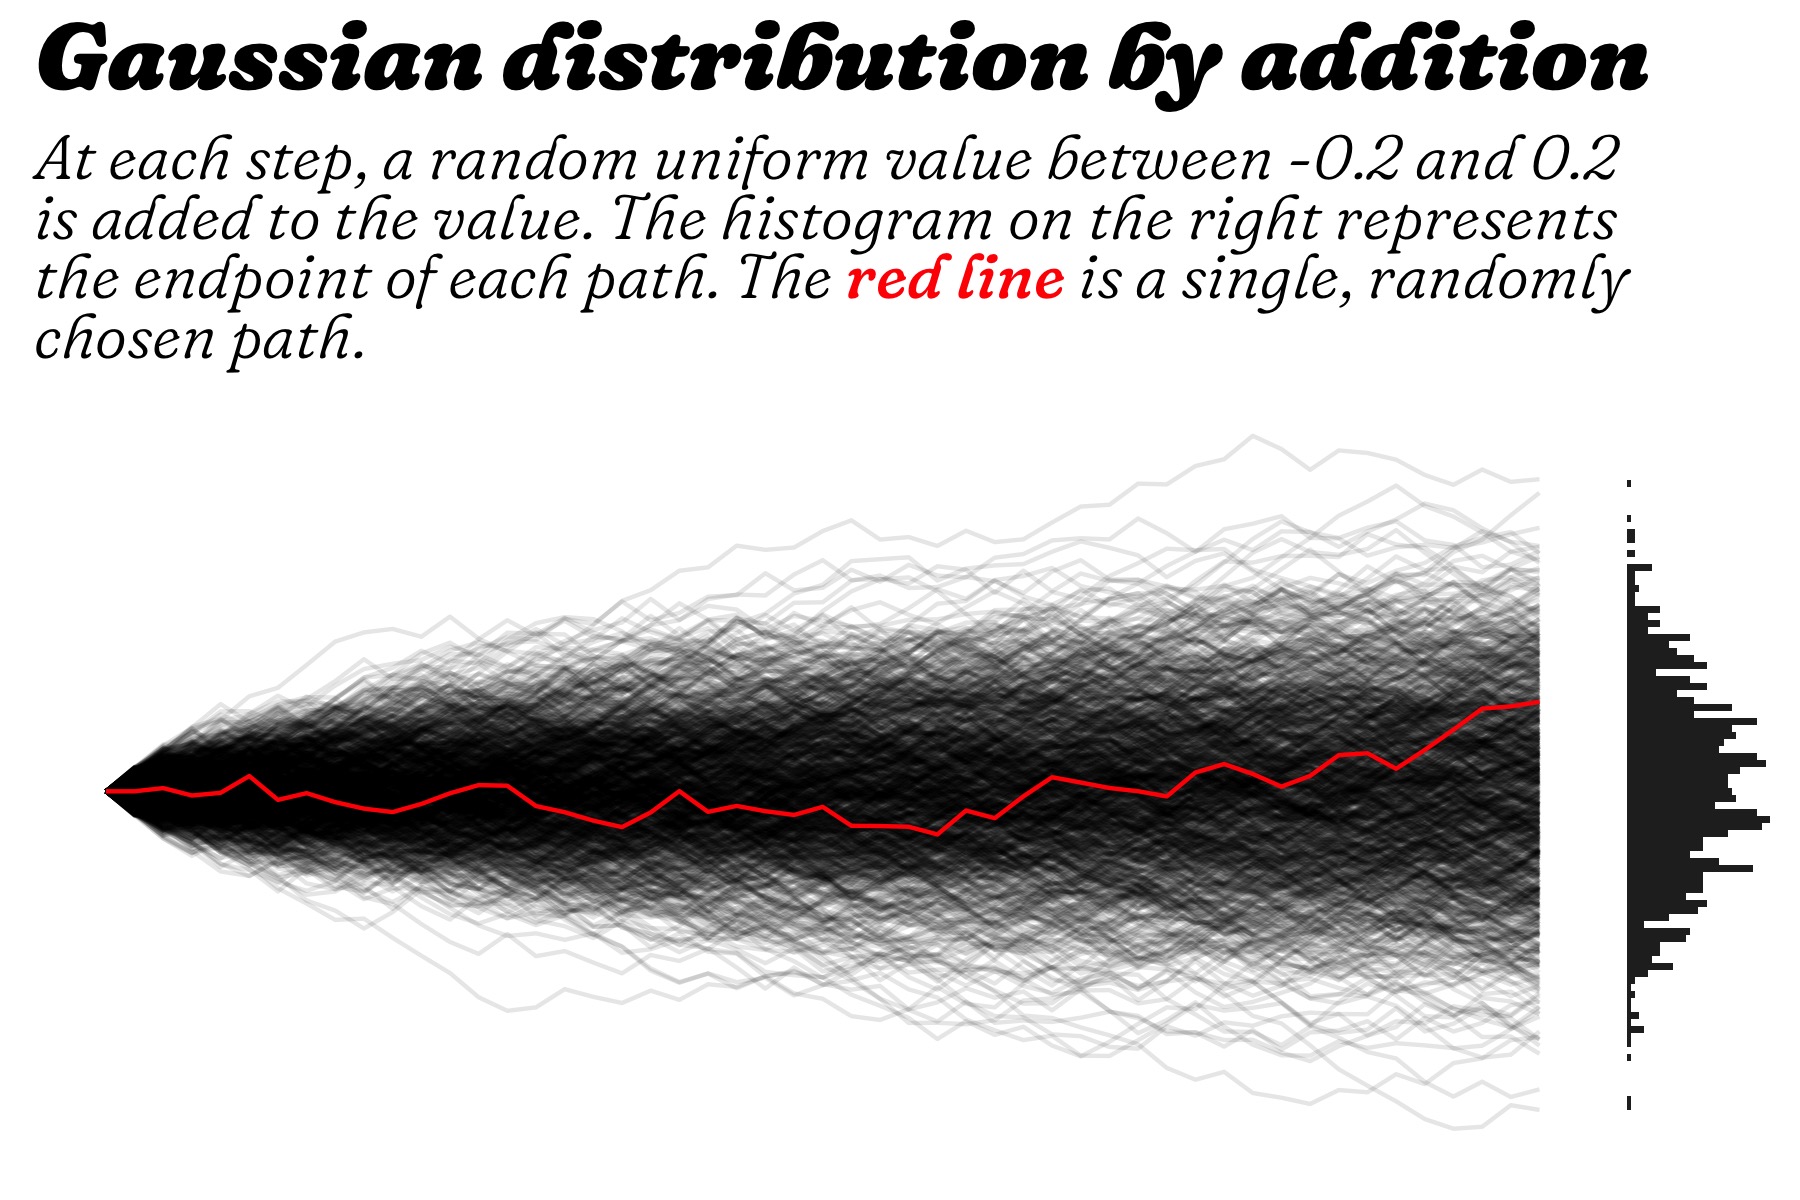 Gaussian distribution by addition
At each step, a random uniform value between -0.2 and 0.2
is added to the value. The histogram on the right represents
the endpoint of each path. The red line is a single, randomly
chosen path.